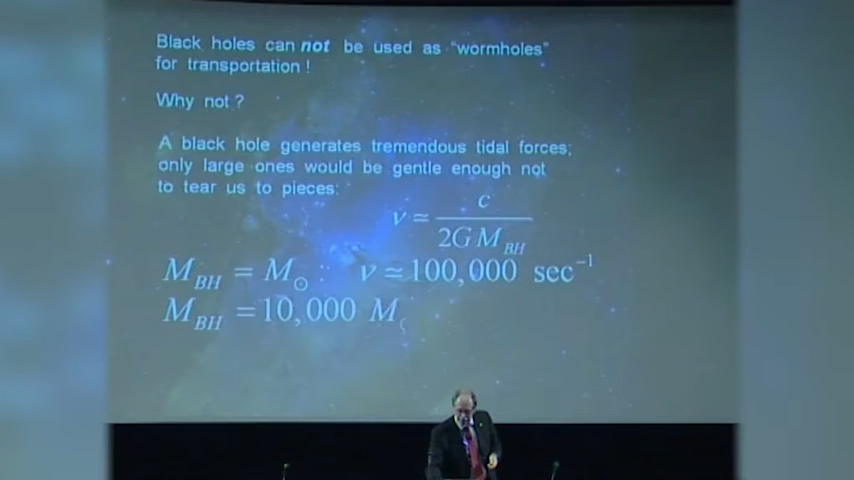 Black holes can not be used as "wormholes"
for transportation !
Why not ?
A black hole generates tremendous tidal forces;
only large ones would be gentle enough not
to tear us to pieces:
ν ≃ c / 2G M_BH
M_BH = M_⊙ : ν ≃ 100,000 sec⁻¹
M_BH = 10,000 M